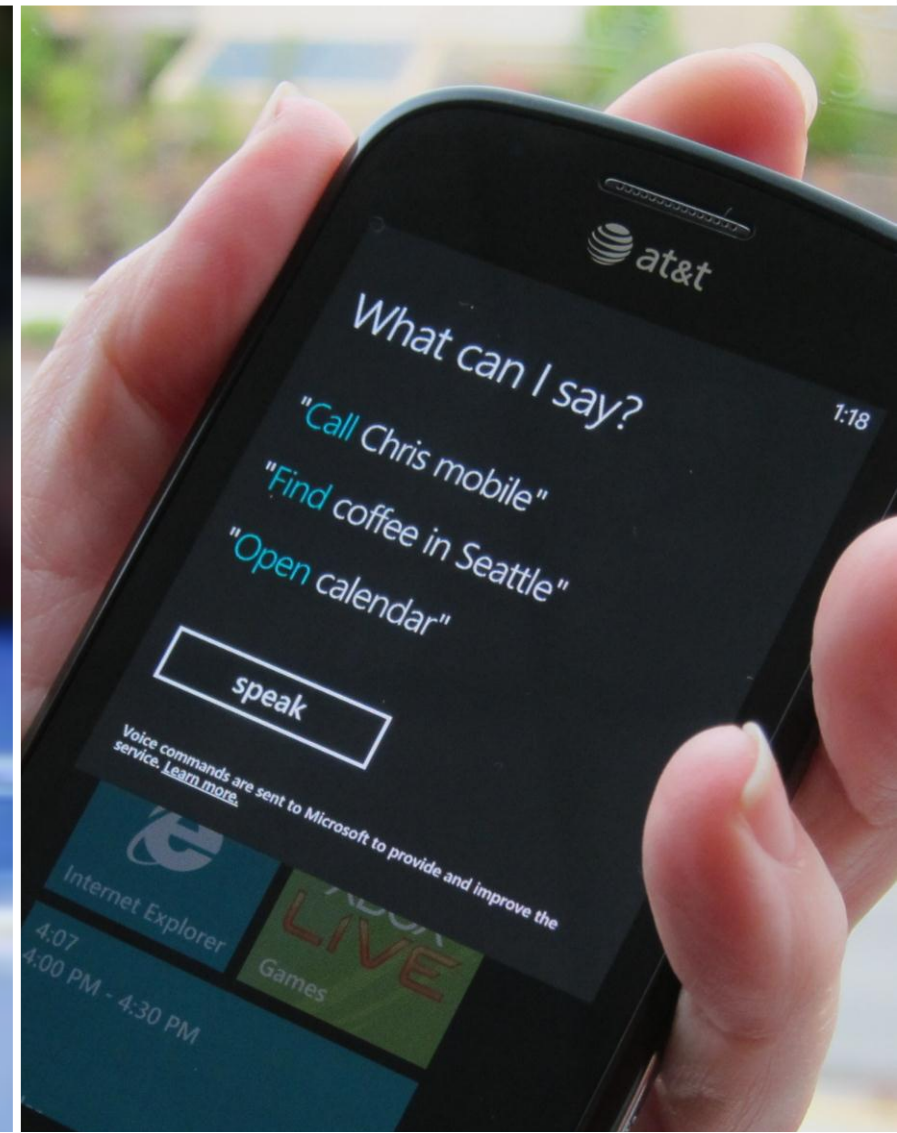 at&t
1:18
What can I say?
"Call Chris mobile"
"Find coffee in Seattle"
"Open calendar"
speak
Voice commands are sent to Microsoft to provide and improve the
service. Learn more.
Internet Explorer
XBOX
LIVE
Games
4:07
4:00 PM - 4:30 PM